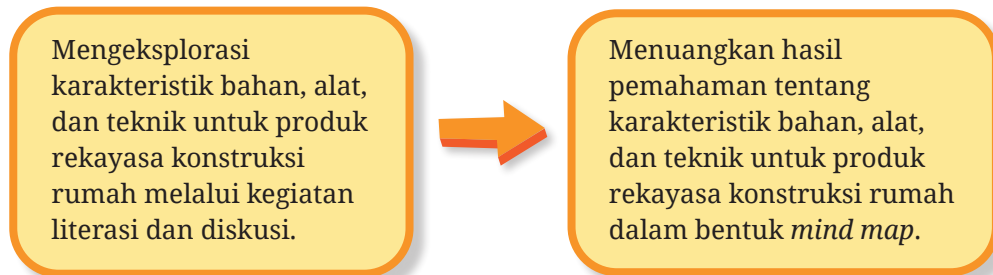 Mengeksplorasi
karakteristik bahan, alat,
dan teknik untuk produk
rekayasa konstruksi
rumah melalui kegiatan
literasi dan diskusi.
Menuangkan hasil
pemahaman tentang
karakteristik bahan, alat,
dan teknik untuk produk
rekayasa konstruksi rumah
dalam bentuk mind map.